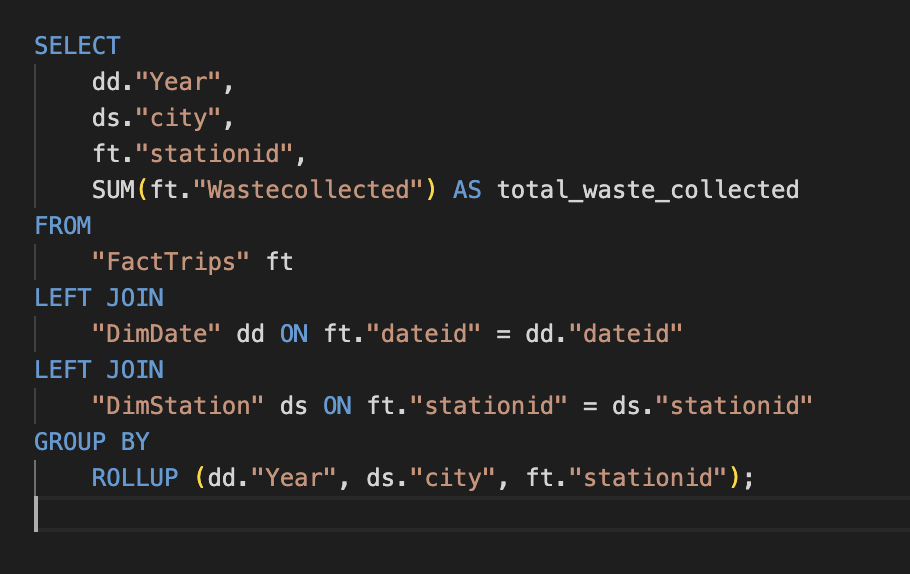 SELECT
dd."Year",
ds."city",
ft."stationid",
SUM(ft."Wastecollected") AS total_waste_collected
FROM
"FactTrips" ft
LEFT JOIN
"DimDate" dd ON ft."dateid" = dd."dateid"
LEFT JOIN
"DimStation" ds ON ft."stationid" = ds."stationid"
GROUP BY
ROLLUP (dd."Year", ds."city", ft."stationid");